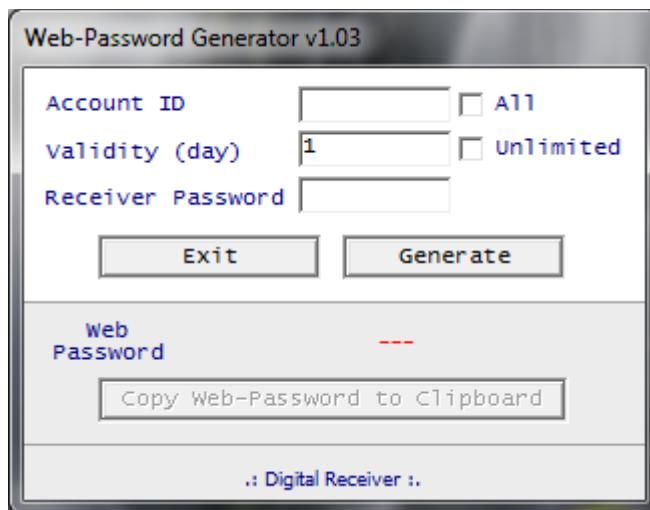 Web-Password Generator v1.03
Account ID All
Validity (day) 1 Unlimited
Receiver Password
Exit Generate
Web
Password ---
Copy Web-Password to Clipboard
.: Digital Receiver :.